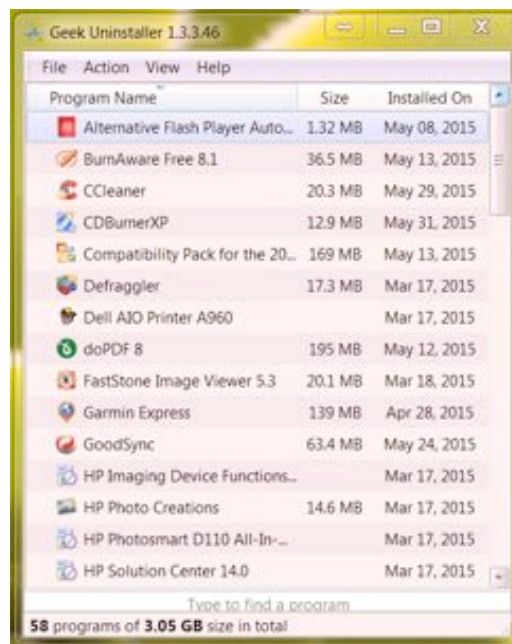 Geek Uninstaller 1.3.3.46
File Action View Help
Program Name Size Installed On
Alternative Flash Player Auto... 1.32 MB May 08, 2015
BurnAware Free 8.1 36.5 MB May 13, 2015
CCleaner 20.3 MB May 29, 2015
CDBurnerXP 12.9 MB May 31, 2015
Compatibility Pack for the 20... 169 MB May 13, 2015
Defraggler 17.3 MB Mar 17, 2015
Dell AIO Printer A960 Mar 17, 2015
doPDF 8 195 MB May 12, 2015
FastStone Image Viewer 5.3 20.1 MB Mar 18, 2015
Garmin Express 139 MB Apr 28, 2015
GoodSync 63.4 MB May 24, 2015
HP Imaging Device Functions... Mar 17, 2015
HP Photo Creations 14.6 MB Mar 17, 2015
HP Photosmart D110 All-In-... Mar 17, 2015
HP Solution Center 14.0 Mar 17, 2015
Type to find a program
58 programs of 3.05 GB size in total